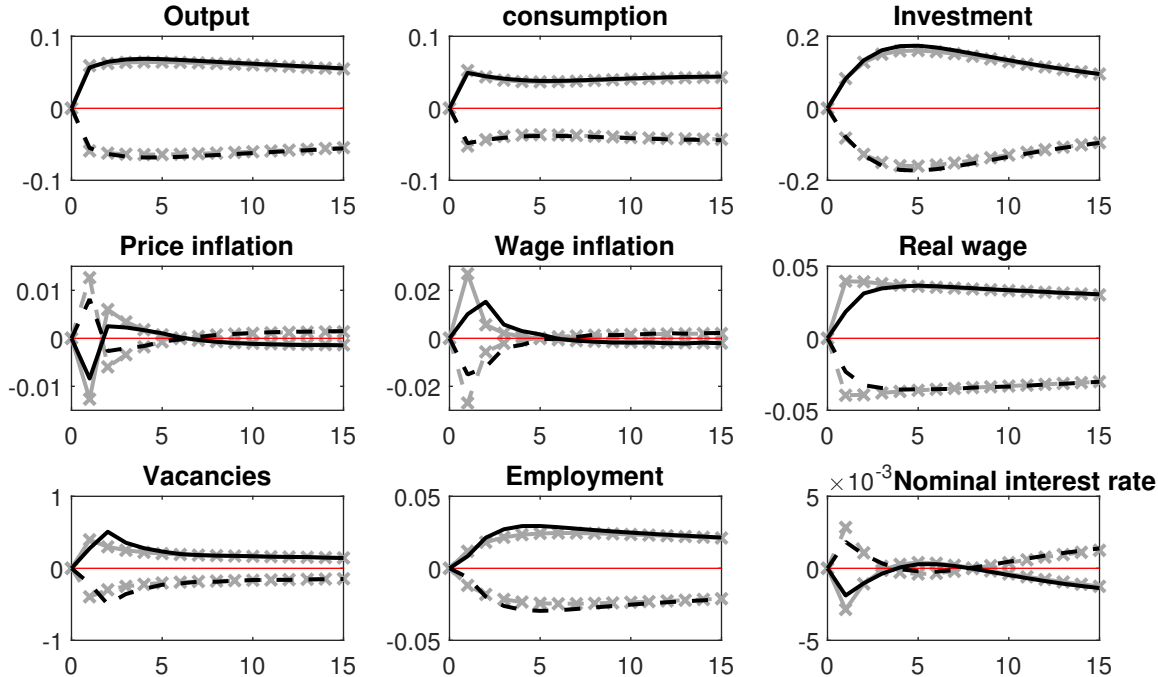 Output
0.1
0
-0.1
0 5 10 15
consumption
0.1
0
-0.1
0 5 10 15
Investment
0.2
0
-0.2
0 5 10 15
Price inflation
0.01
0
-0.01
0 5 10 15
Wage inflation
0.02
0
-0.02
0 5 10 15
Real wage
0.05
0
-0.05
0 5 10 15
Vacancies
1
0
-1
0 5 10 15
Employment
0.05
0
-0.05
0 5 10 15
×10⁻³ Nominal interest rate
5
0
-5
0 5 10 15